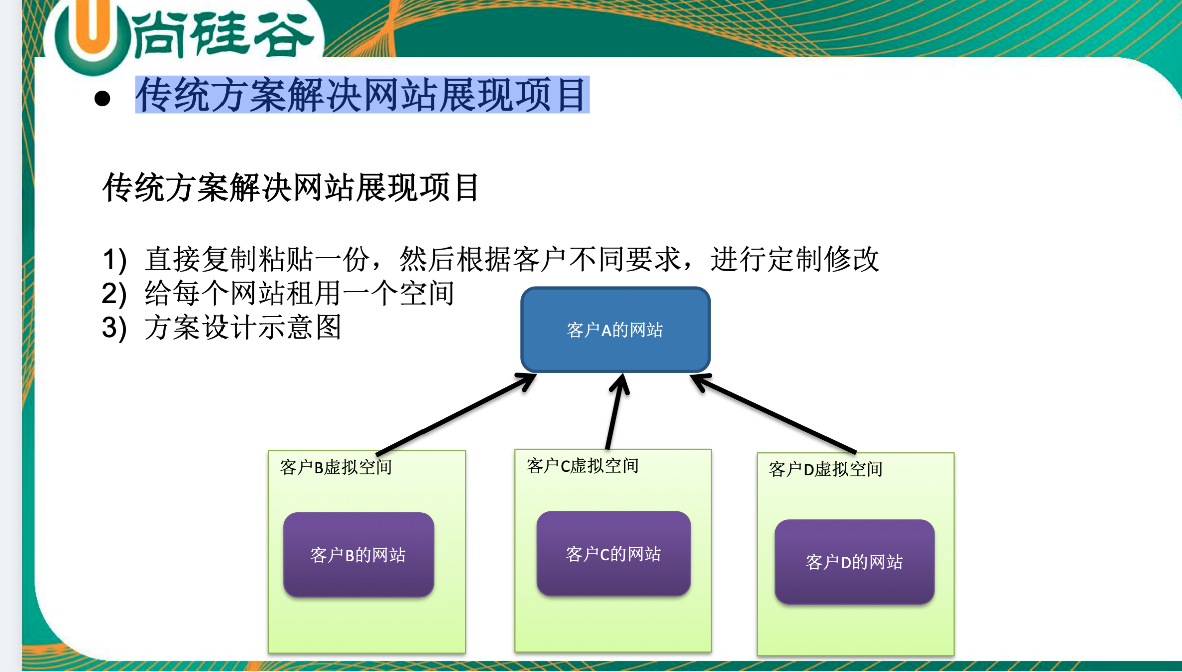 尚硅谷
● 传统方案解决网站展现项目
传统方案解决网站展现项目
1) 直接复制粘贴一份，然后根据客户不同要求，进行定制修改
2) 给每个网站租用一个空间
3) 方案设计示意图
客户A的网站
客户B虚拟空间
客户C虚拟空间
客户D虚拟空间
客户B的网站
客户C的网站
客户D的网站